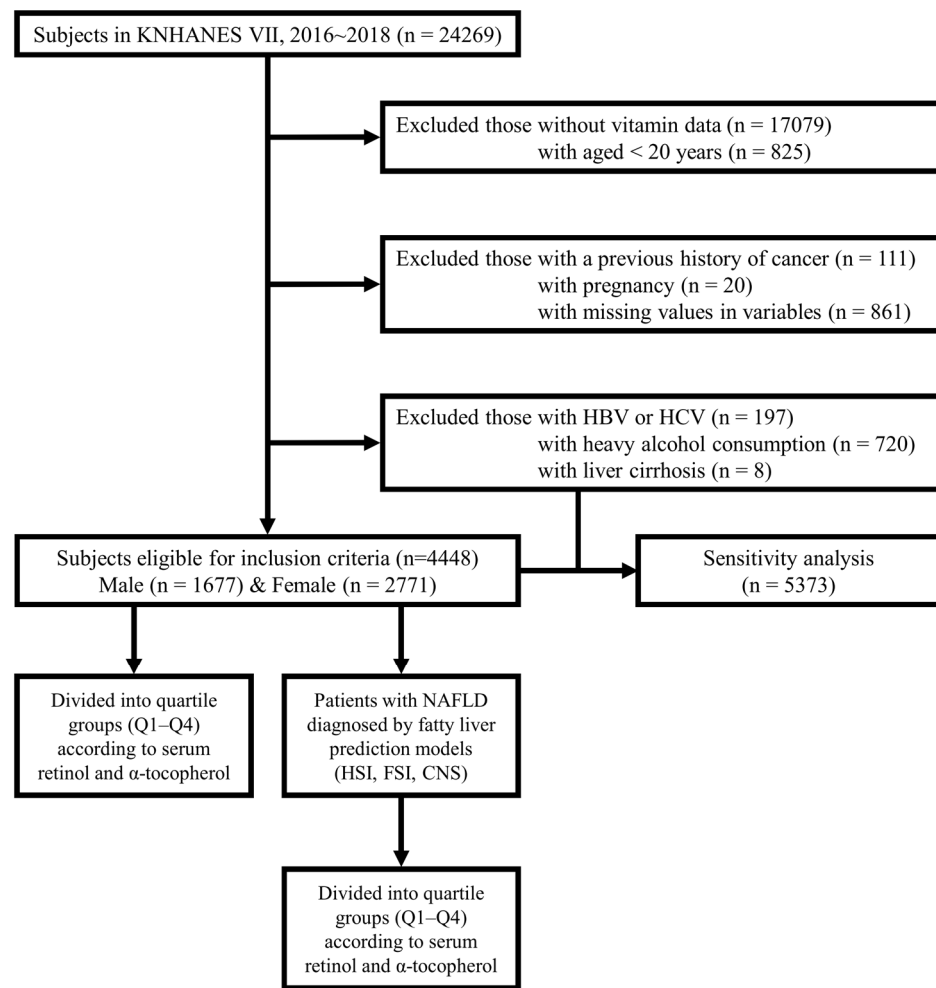 Subjects in KNHANES VII, 2016~2018 (n = 24269)
Excluded those without vitamin data (n = 17079)
with aged < 20 years (n = 825)
Excluded those with a previous history of cancer (n = 111)
with pregnancy (n = 20)
with missing values in variables (n = 861)
Excluded those with HBV or HCV (n = 197)
with heavy alcohol consumption (n = 720)
with liver cirrhosis (n = 8)
Subjects eligible for inclusion criteria (n=4448)
Male (n = 1677) & Female (n = 2771)
Sensitivity analysis
(n = 5373)
Divided into quartile
groups (Q1–Q4)
according to serum
retinol and α-tocopherol
Patients with NAFLD
diagnosed by fatty liver
prediction models
(HSI, FSI, CNS)
Divided into quartile
groups (Q1–Q4)
according to serum
retinol and α-tocopherol